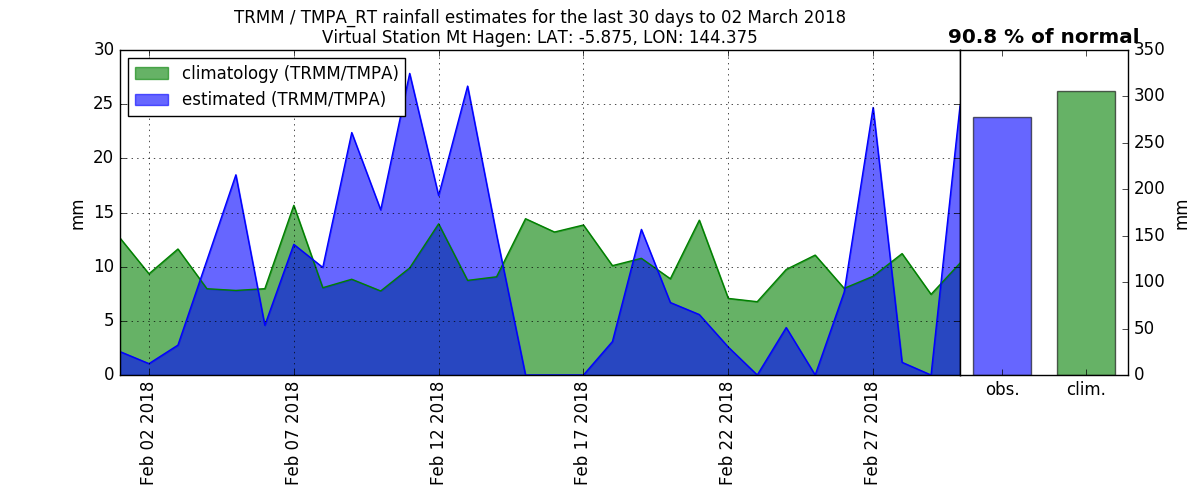 TRMM / TMPA_RT rainfall estimates for the last 30 days to 02 March 2018
Virtual Station Mt Hagen: LAT: -5.875, LON: 144.375
90.8 % of normal
climatology (TRMM/TMPA)
estimated (TRMM/TMPA)
30
25
20
15
10
5
0
mm
Feb 02 2018
Feb 07 2018
Feb 12 2018
Feb 17 2018
Feb 22 2018
Feb 27 2018
obs.
clim.
350
300
250
200
150
100
50
0
mm